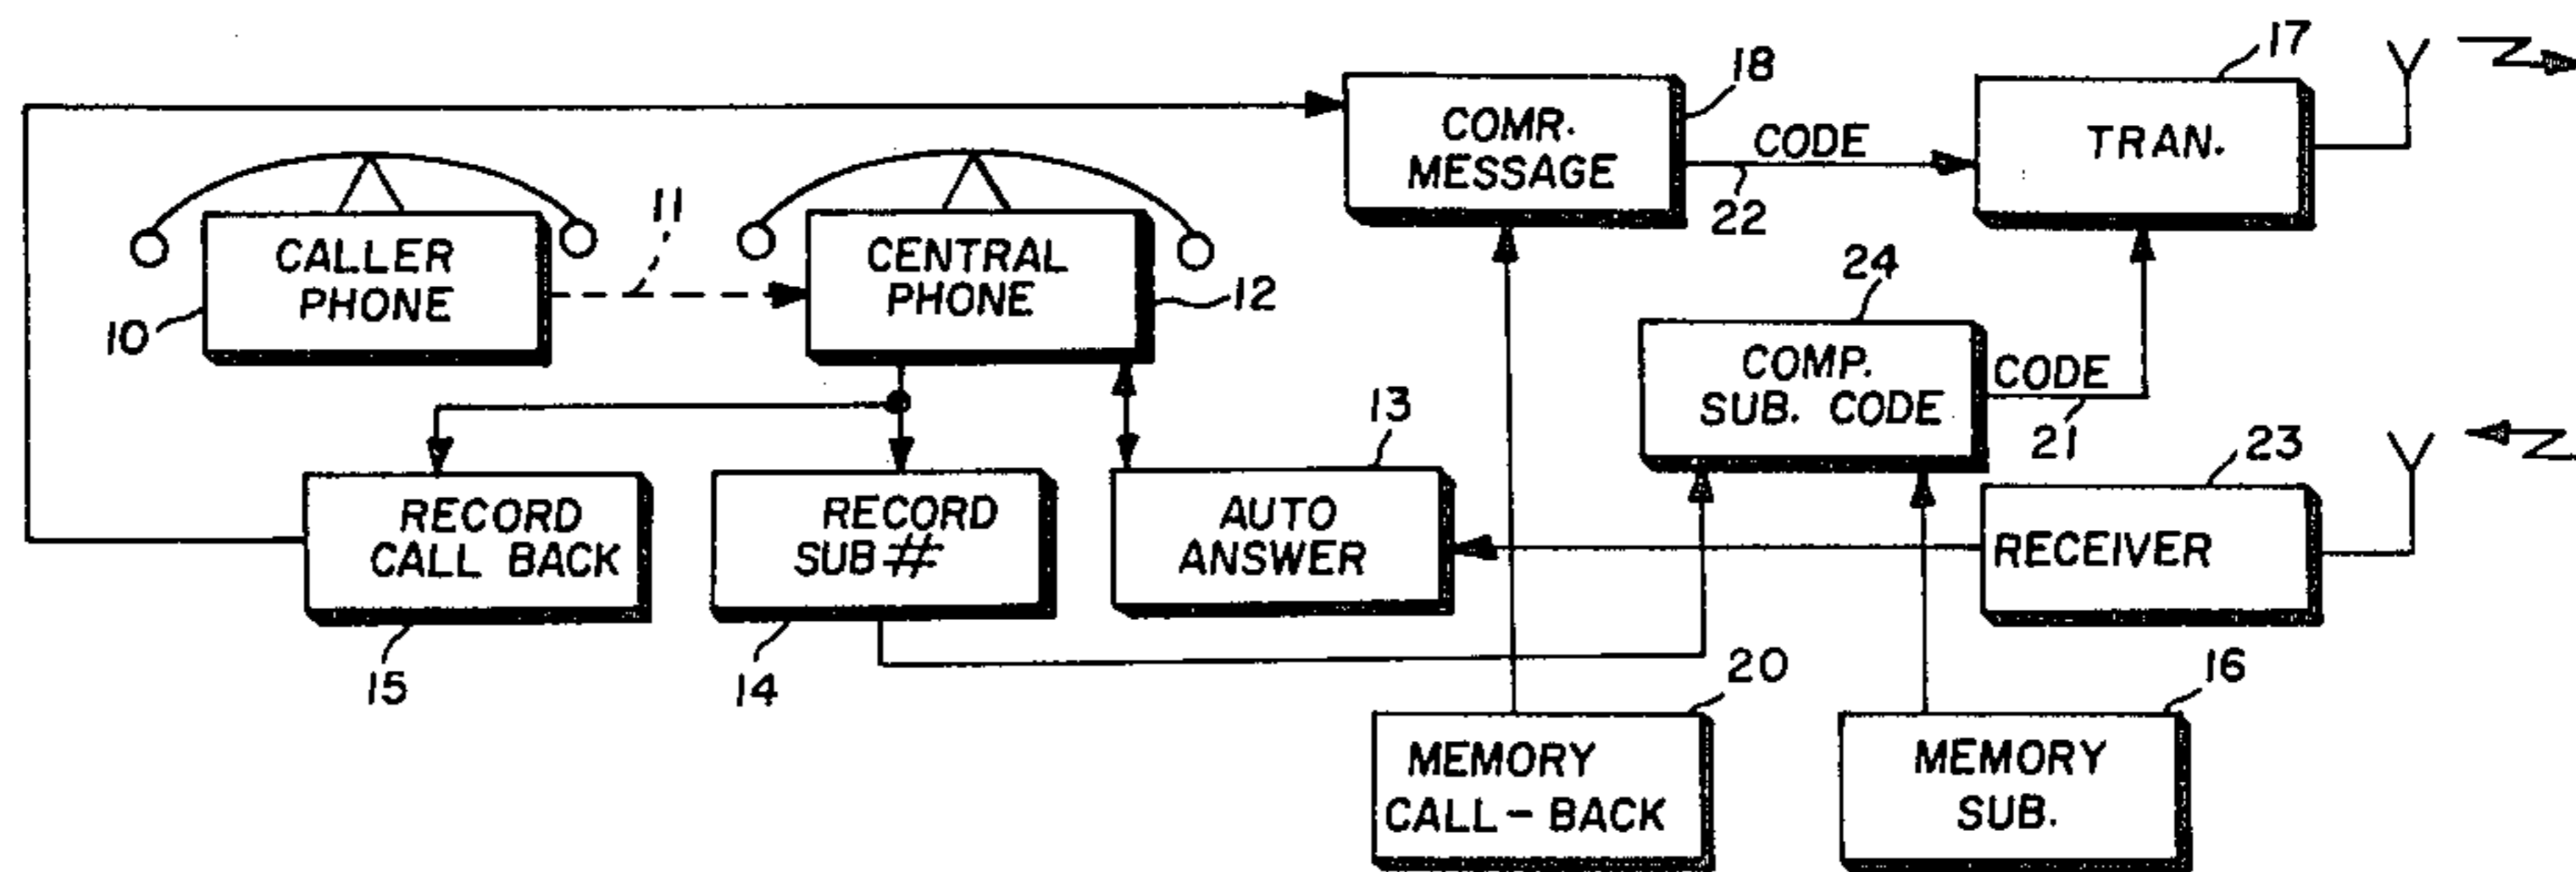 17
18
COMR.
MESSAGE
CODE
22
TRAN.
11
CALLER
PHONE
10
CENTRAL
PHONE
12
24
COMP.
SUB. CODE
CODE
21
13
23
RECORD
CALL BACK
15
RECORD
SUB #
14
AUTO
ANSWER
RECEIVER
20
16
MEMORY
CALL-BACK
MEMORY
SUB.